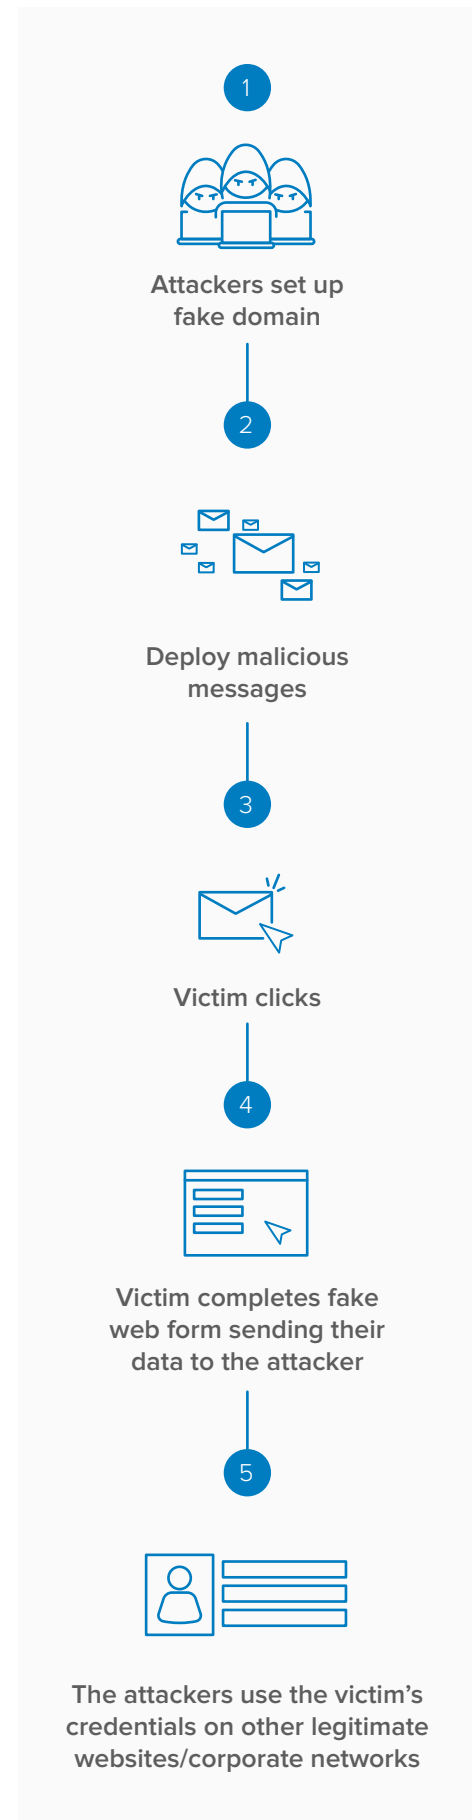 1
Attackers set up
fake domain
2
Deploy malicious
messages
3
Victim clicks
4
Victim completes fake
web form sending their
data to the attacker
5
The attackers use the victim’s
credentials on other legitimate
websites/corporate networks